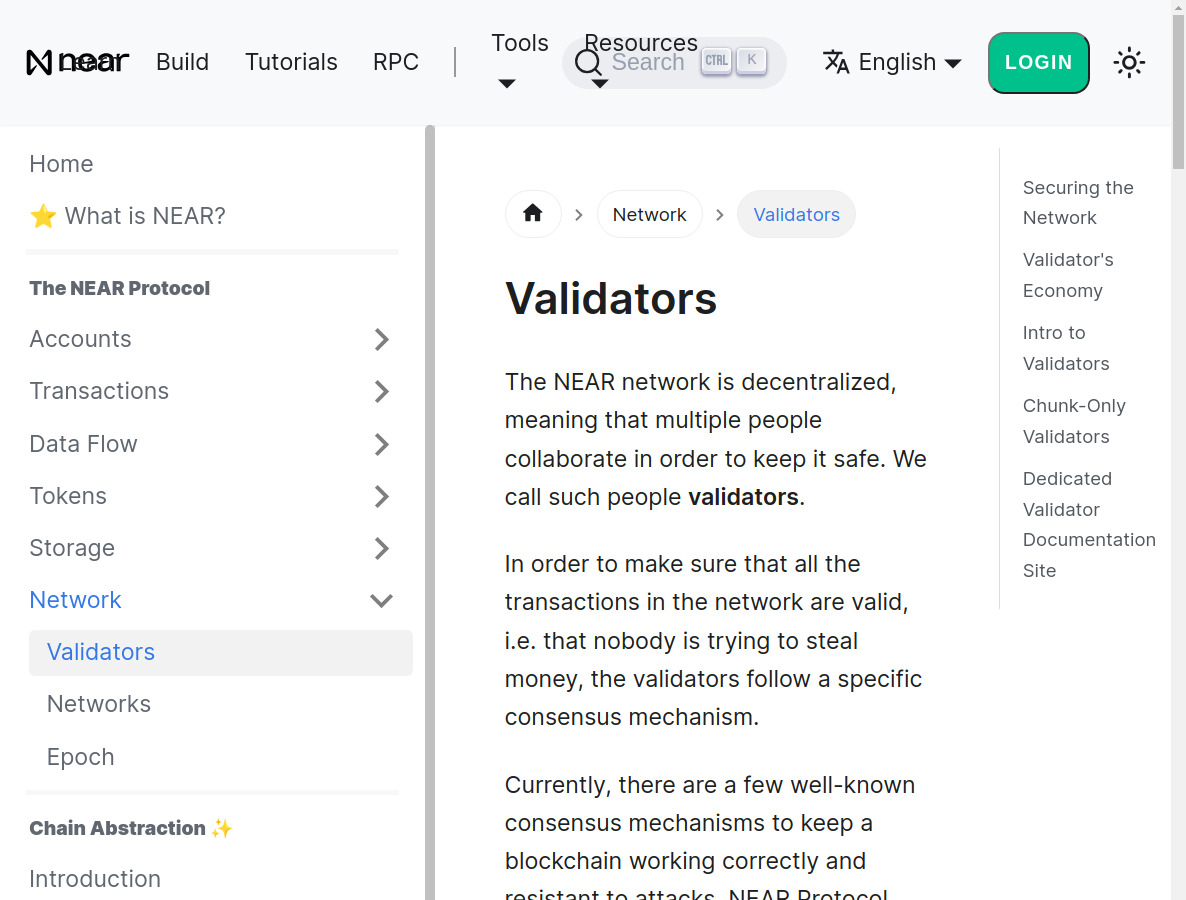 near
Learn
Build
Tutorials
RPC
Tools
Resources
Search
CTRL
K
English
LOGIN
Home
⭐ What is NEAR?
The NEAR Protocol
Accounts
Transactions
Data Flow
Tokens
Storage
Network
Validators
Networks
Epoch
Chain Abstraction ✨
Introduction
Network
Validators
Validators
The NEAR network is decentralized,
meaning that multiple people
collaborate in order to keep it safe. We
call such people validators.
In order to make sure that all the
transactions in the network are valid,
i.e. that nobody is trying to steal
money, the validators follow a specific
consensus mechanism.
Currently, there are a few well-known
consensus mechanisms to keep a
blockchain working correctly and
resistant to attacks. NEAR Protocol
Securing the
Network
Validator's
Economy
Intro to
Validators
Chunk-Only
Validators
Dedicated
Validator
Documentation
Site